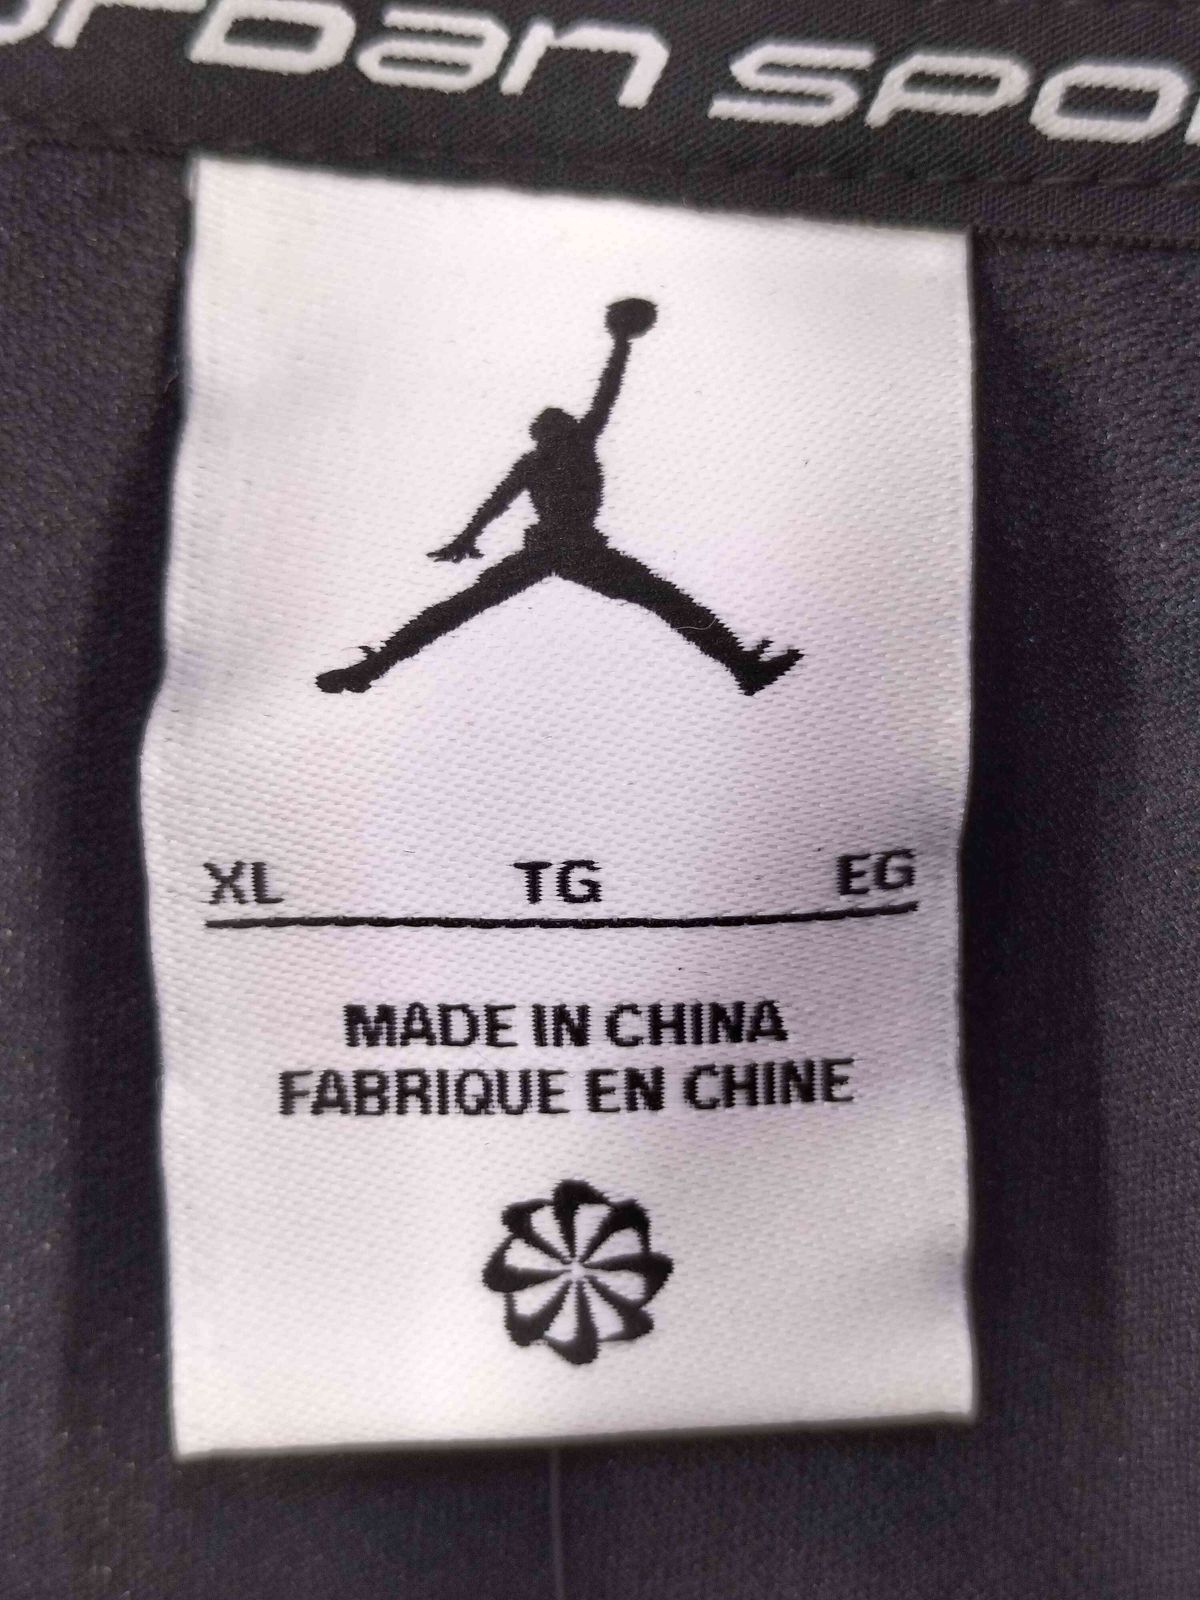 XL TG EG
MADE IN CHINA
FABRIQUE EN CHINE